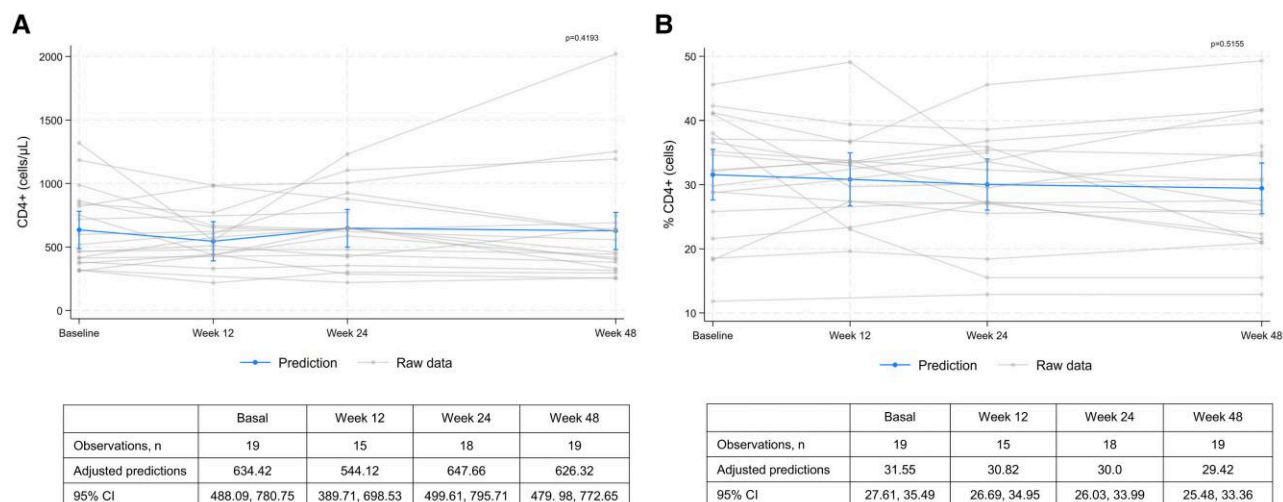 A
p=0.4193
2000
1500
1000
500
0
CD4+ (cells/μL)
Baseline Week 12 Week 24 Week 48
Prediction Raw data
Basal Week 12 Week 24 Week 48
Observations, n 19 15 18 19
Adjusted predictions 634.42 544.12 647.66 626.32
95% CI 488.09, 780.75 389.71, 698.53 499.61, 795.71 479. 98, 772.65
B
p=0.5155
50
40
30
20
10
% CD4+ (cells)
Baseline Week 12 Week 24 Week 48
Prediction Raw data
Basal Week 12 Week 24 Week 48
Observations, n 19 15 18 19
Adjusted predictions 31.55 30.82 30.0 29.42
95% CI 27.61, 35.49 26.69, 34.95 26.03, 33.99 25.48, 33.36